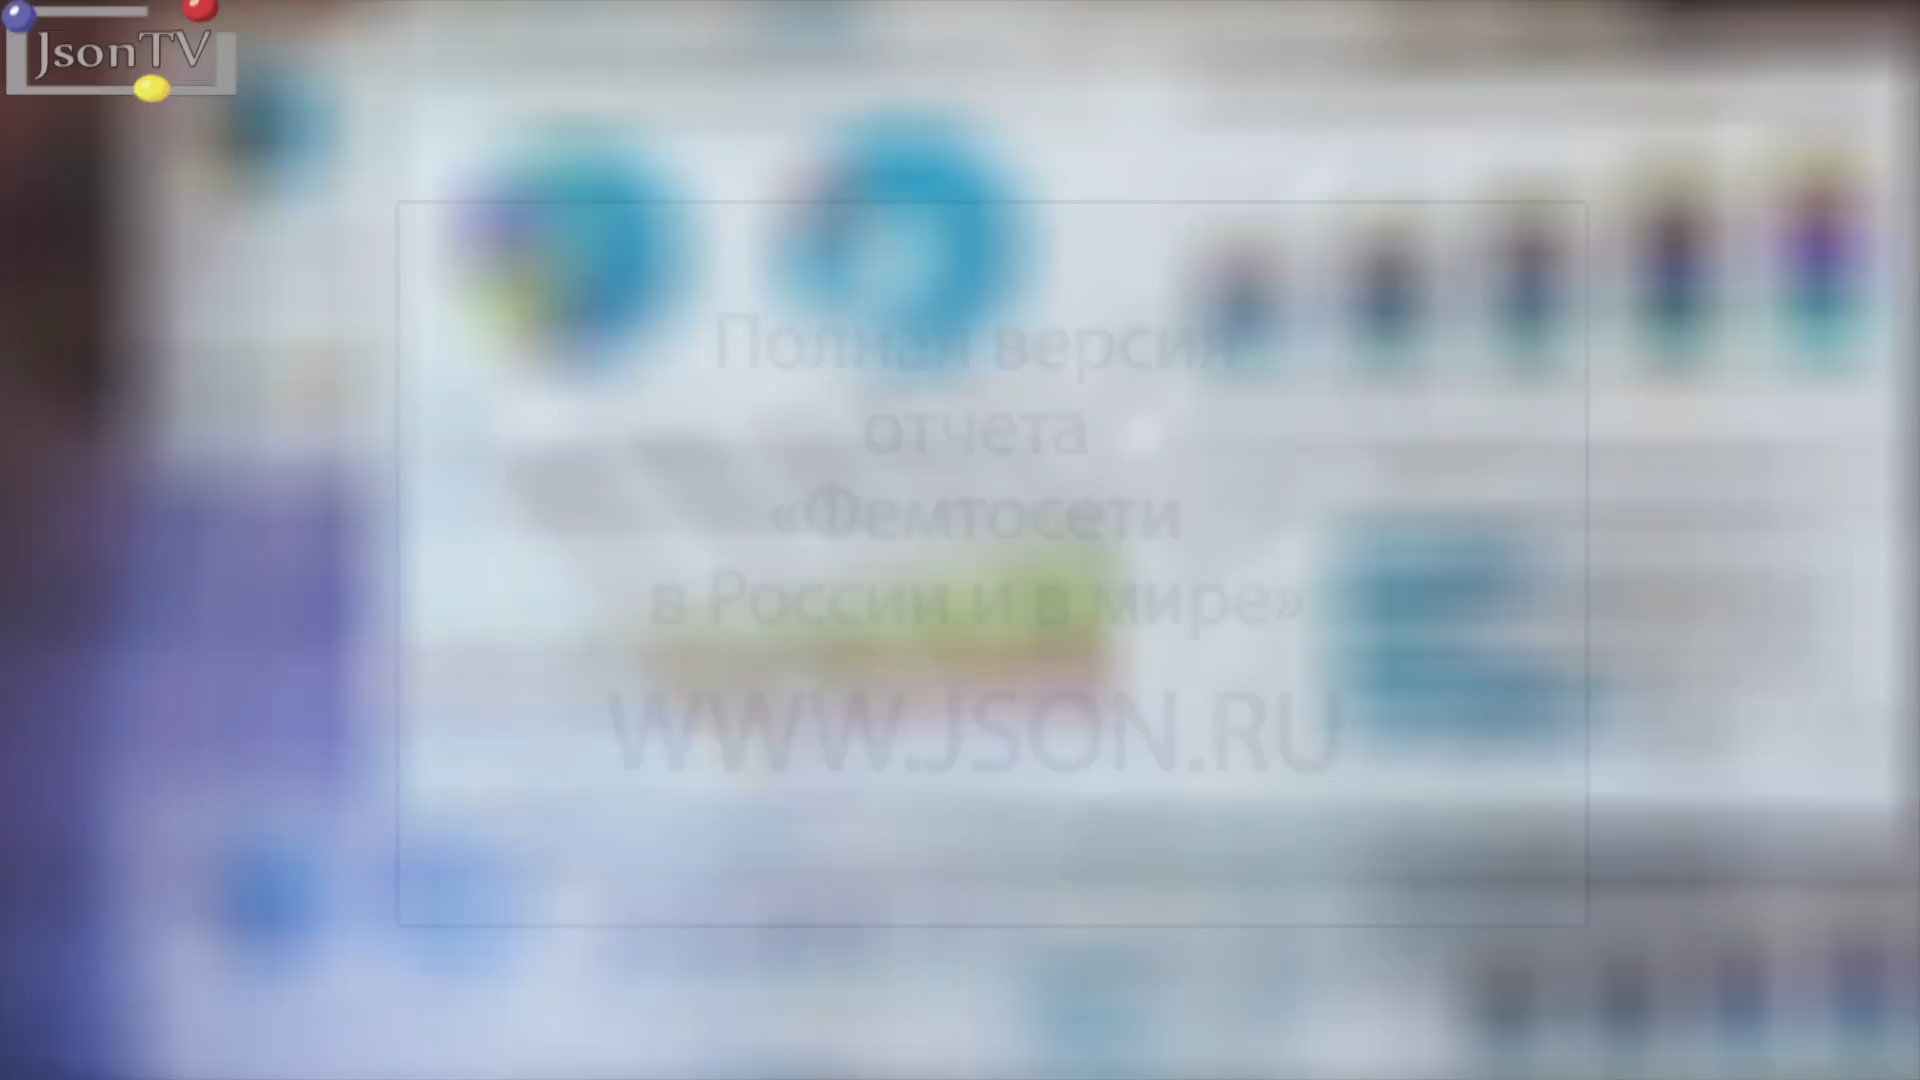 JsonTV
Полная версия
отчета
«Фемтосети
в России и в мире»
WWW.JSON.RU